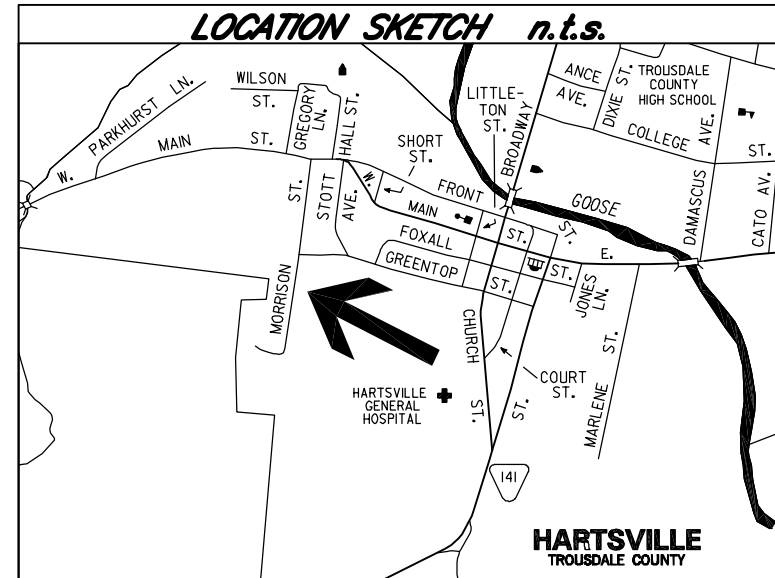 LOCATION SKETCH n.t.s.
PARKHURST LN.
WILSON
ST.
GREGORY
LN.
HALL ST.
SHORT
ST.
LITTLE-
TON
ST.
BROADWAY
ANCE
AVE.
DIXIE ST.
TROUSDALE
COUNTY
HIGH SCHOOL
COLLEGE
ST.
DAMASCUS
AVE.
CATO AV.
W.
MAIN
ST.
STOTT
AVE.
W.
MAIN
ST.
FRONT
ST.
GOOSE
FOXALL
GREENTOP
ST.
E.
ST.
JONES
LN.
MORRISON
ST.
CHURCH
ST.
COURT
ST.
ST.
MARLENE
ST.
HARTSVILLE
GENERAL
HOSPITAL
141
HARTSVILLE
TROUSDALE COUNTY